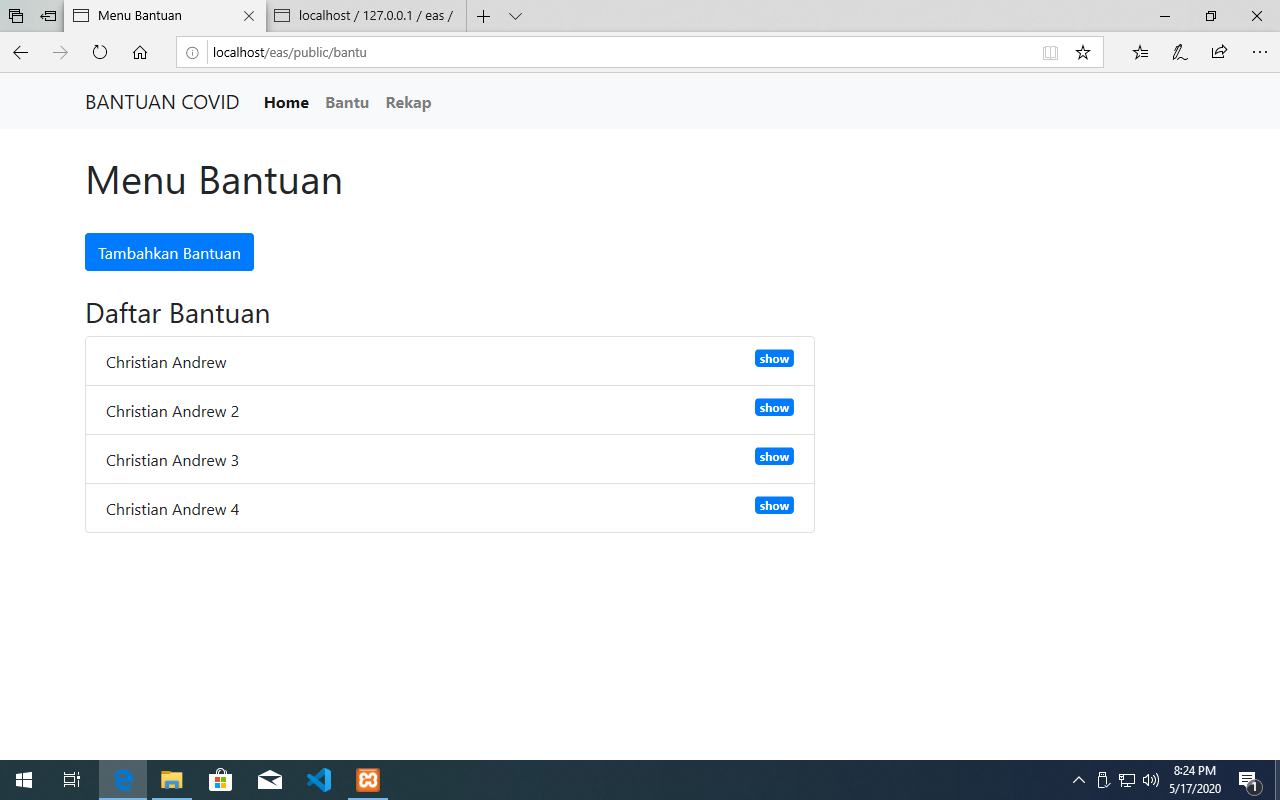 Menu Bantuan
localhost / 127.0.0.1 / eas /
localhost/eas/public/bantu
BANTUAN COVID Home Bantu Rekap
Menu Bantuan
Tambahkan Bantuan
Daftar Bantuan
Christian Andrew show
Christian Andrew 2 show
Christian Andrew 3 show
Christian Andrew 4 show
8:24 PM
5/17/2020
1